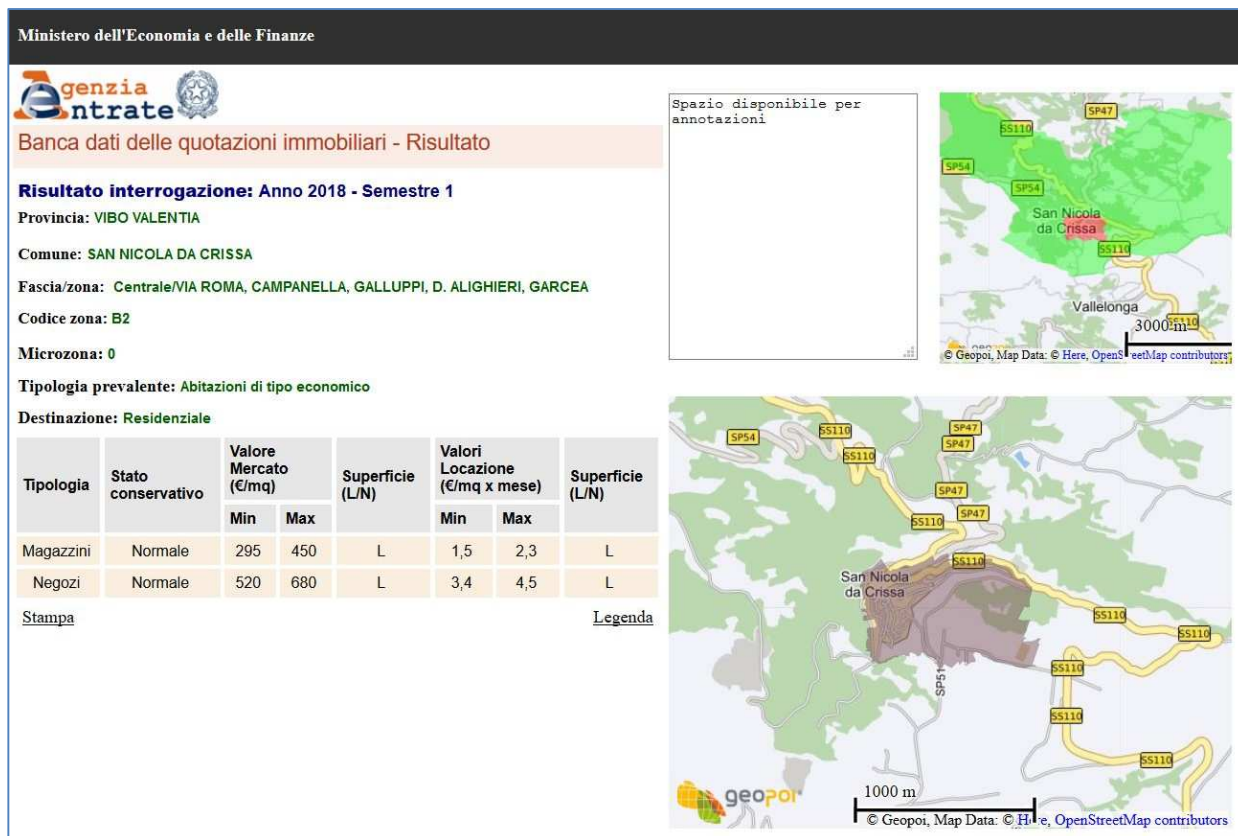 Ministero dell'Economia e delle Finanze
Agenzia
Entrate
Banca dati delle quotazioni immobiliari - Risultato
Risultato interrogazione: Anno 2018 - Semestre 1
Provincia: VIBO VALENTIA
Comune: SAN NICOLA DA CRISSA
Fascia/zona: Centrale/VIA ROMA, CAMPANELLA, GALLUPPI, D. ALIGHIERI, GARCEA
Codice zona: B2
Microzona: 0
Tipologia prevalente: Abitazioni di tipo economico
Destinazione: Residenziale
Tipologia Stato conservativo Valore Mercato (€/mq) Superficie (L/N) Valori Locazione (€/mq x mese) Superficie (L/N)
Min Max Min Max
Magazzini Normale 295 450 L 1,5 2,3 L
Negozi Normale 520 680 L 3,4 4,5 L
Stampa Legenda
Spazio disponibile per
annotazioni
SP47
SS110
SP54
SP54
San Nicola
da Crissa
SS110
Vallelonga
SS110
3000 m
© Geopoi, Map Data: © Here, OpenStreetMap contributors
SP54
SS110
SP47
SP47
SS110
SP47
SP47
SS110
SS110
San Nicola
da Crissa
SS110
SS110
SS110
SP51
SS110
SS110
geopoi
1000 m
© Geopoi, Map Data: © Here, OpenStreetMap contributors